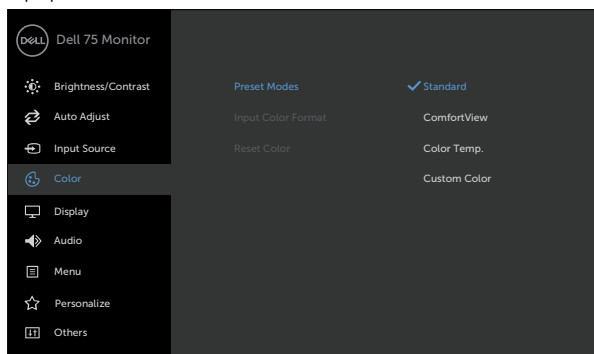 DELL
Dell 75 Monitor
Brightness/Contrast
Auto Adjust
Input Source
Color
Display
Audio
Menu
Personalize
Others
Preset Modes
Input Color Format
Reset Color
Standard
ComfortView
Color Temp.
Custom Color